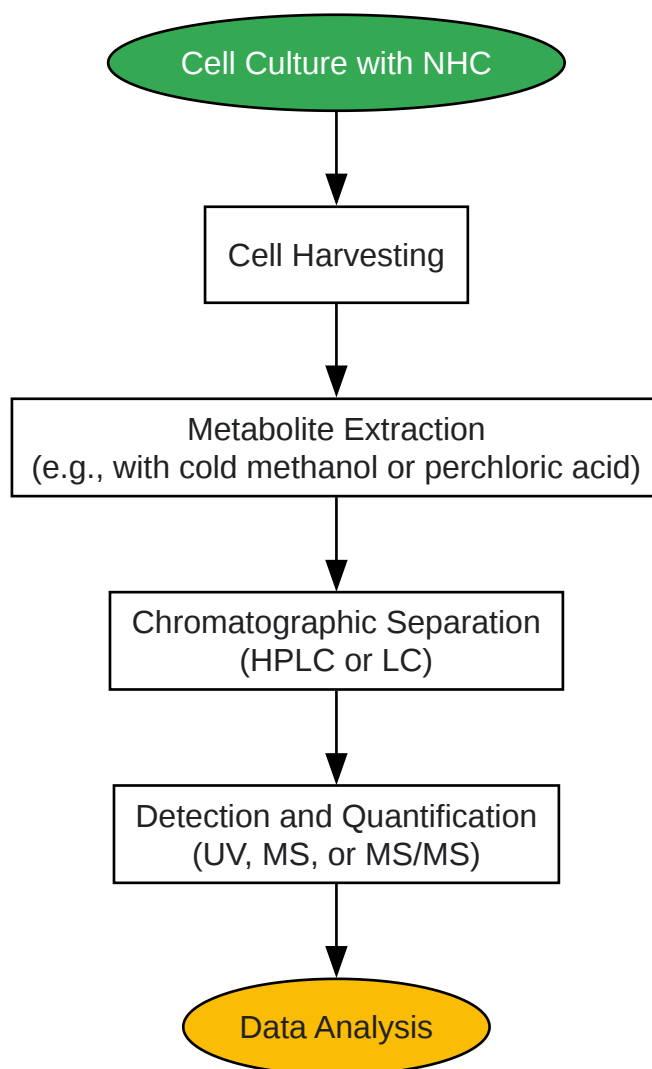 Cell Culture with NHC
Cell Harvesting
Metabolite Extraction
(e.g., with cold methanol or perchloric acid)
Chromatographic Separation
(HPLC or LC)
Detection and Quantification
(UV, MS, or MS/MS)
Data Analysis